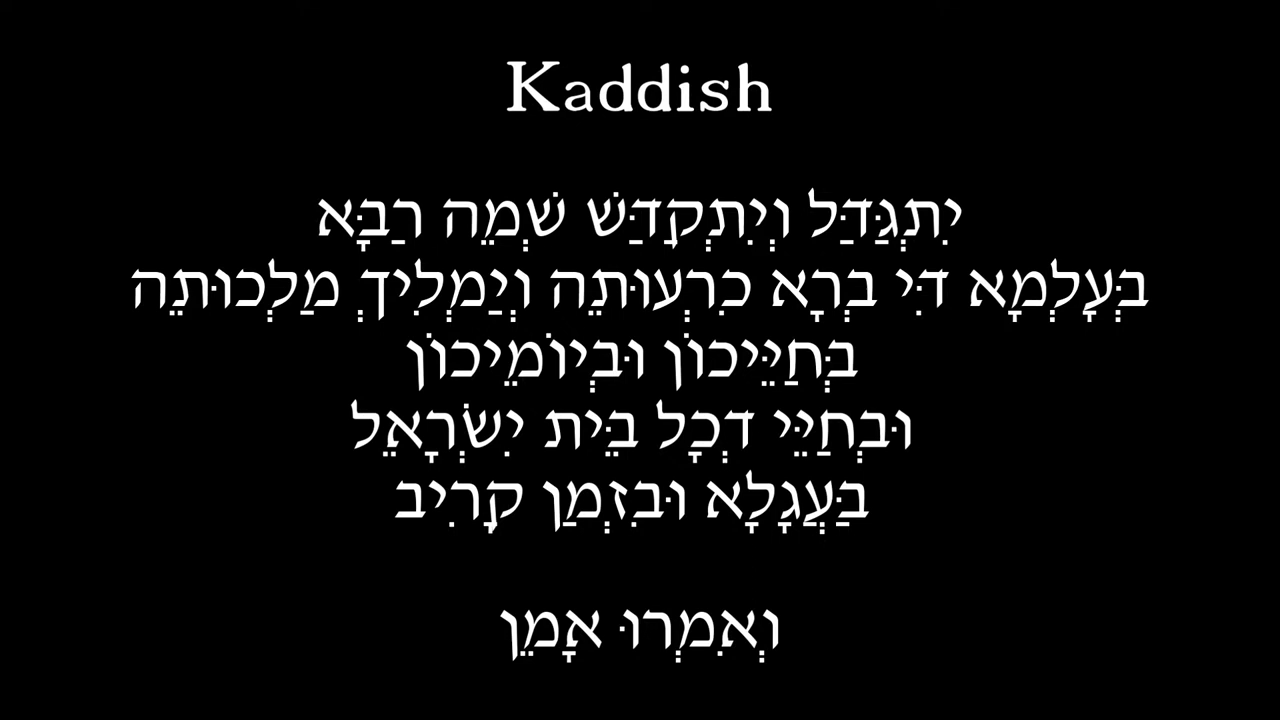 Kaddish
יִתְגַּדַּל וְיִתְקַדַּשׁ שְׁמֵהּ רַבָּא
בְּעָלְמָא דִּי בְרָא כִרְעוּתֵהּ וְיַמְלִיךְ מַלְכוּתֵהּ
בְּחַיֵּיכוֹן וּבְיוֹמֵיכוֹן
וּבְחַיֵּי דְכָל בֵּית יִשְׂרָאֵל
בַּעֲגָלָא וּבִזְמַן קָרִיב
וְאִמְרוּ אָמֵן